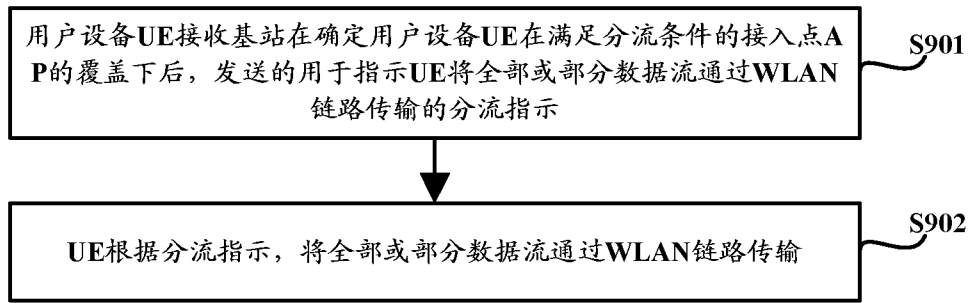 用户设备UE接收基站在确定用户设备UE在满足分流条件的接入点A
P的覆盖下后，发送的用于指示UE将全部或部分数据流通过WLAN
链路传输的分流指示
S901
UE根据分流指示，将全部或部分数据流通过WLAN链路传输
S902